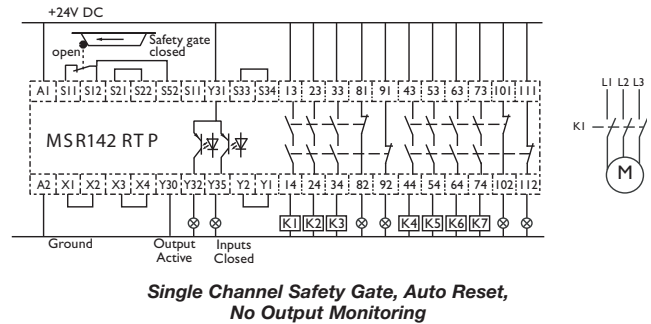 +24V DC
open
Safety gate
closed
A1 S11 S12 S21 S22 S52 S11 Y31 S33 S34 13 23 33 81 91 43 53 63 73 101 111
MSR142 RTP
A2 X1 X2 X3 X4 Y30 Y32 Y35 Y2 Y1 14 24 34 82 92 44 54 64 74 102 112
K1 K2 K3 K4 K5 K6 K7
Ground
Output
Active
Inputs
Closed
L1 L2 L3
K1
M
Single Channel Safety Gate, Auto Reset,
No Output Monitoring